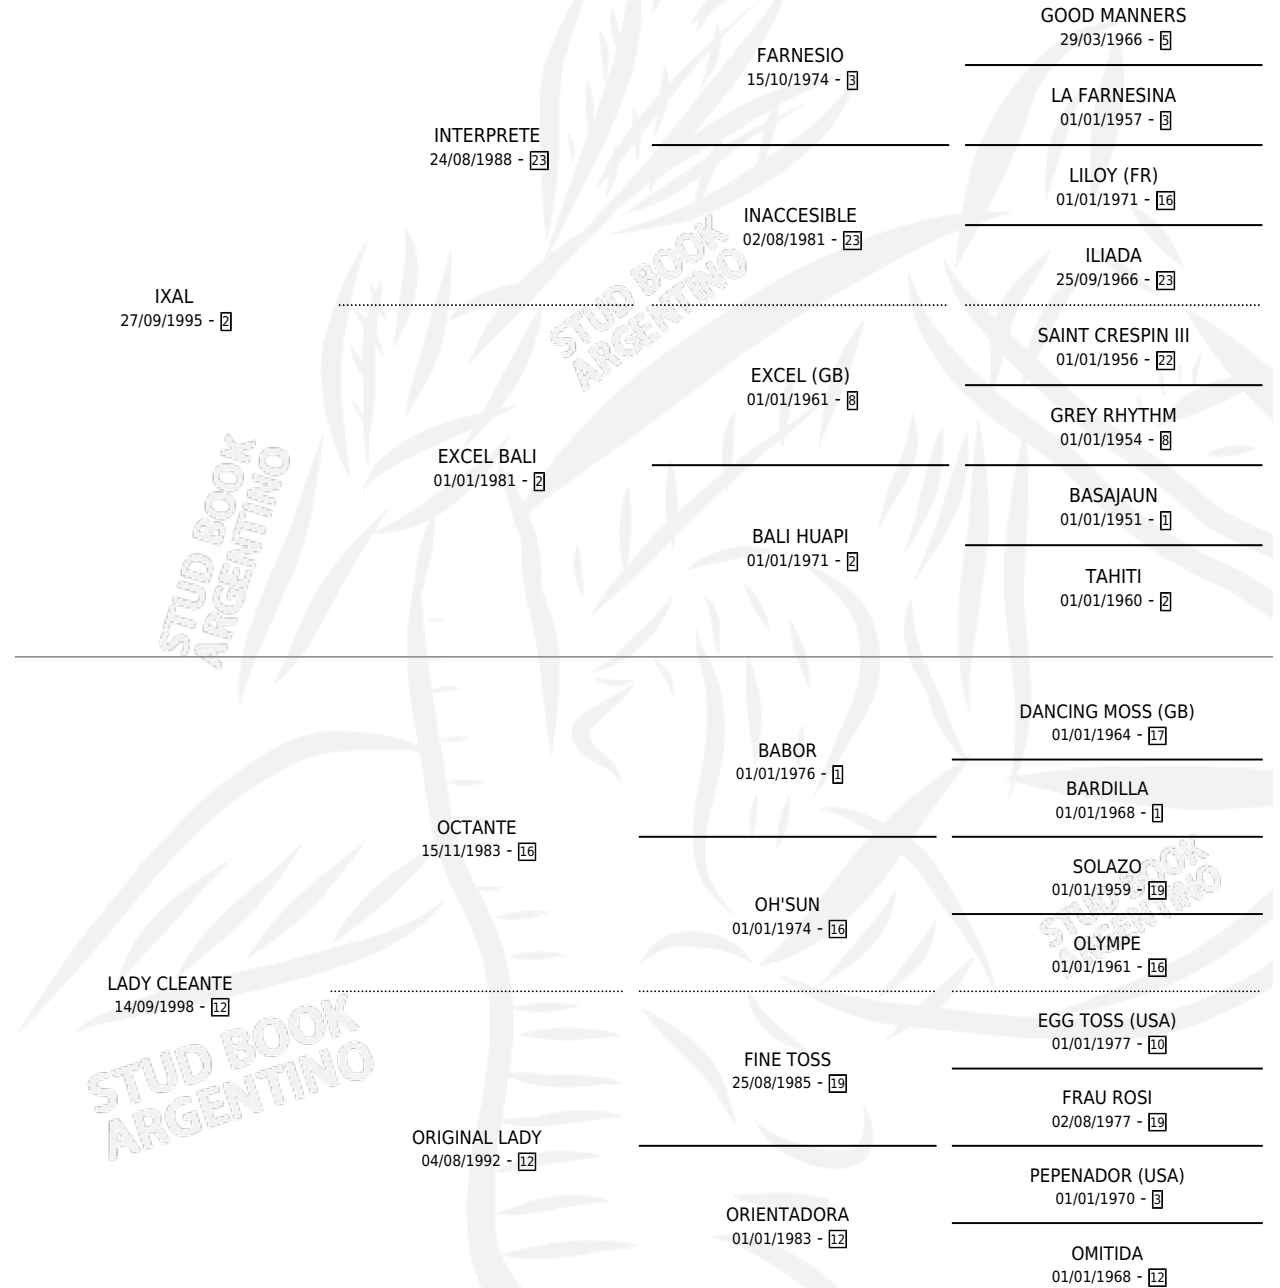 GOOD MANNERS
29/03/1966 - 5
FARNESIO
15/10/1974 - 3
LA FARNESINA
01/01/1957 - 3
INTERPRETE
24/08/1988 - 23
LILOY (FR)
01/01/1971 - 16
INACCESIBLE
02/08/1981 - 23
ILIADA
25/09/1966 - 23
IXAL
27/09/1995 - 2
SAINT CRESPIN III
01/01/1956 - 22
EXCEL (GB)
01/01/1961 - 8
GREY RHYTHM
01/01/1954 - 8
EXCEL BALI
01/01/1981 - 2
BASAJAUN
01/01/1951 - 1
BALI HUAPI
01/01/1971 - 2
TAHITI
01/01/1960 - 2
DANCING MOSS (GB)
01/01/1964 - 17
BABOR
01/01/1976 - 1
BARDILLA
01/01/1968 - 1
OCTANTE
15/11/1983 - 16
SOLAZO
01/01/1959 - 19
OH'SUN
01/01/1974 - 16
OLYMPE
01/01/1961 - 16
LADY CLEANTE
14/09/1998 - 12
EGG TOSS (USA)
01/01/1977 - 10
FINE TOSS
25/08/1985 - 19
FRAU ROSI
02/08/1977 - 19
ORIGINAL LADY
04/08/1992 - 12
PEPENADOR (USA)
01/01/1970 - 3
ORIENTADORA
01/01/1983 - 12
OMITIDA
01/01/1968 - 12
STUD BOOK
ARGENTINO
STUD BOOK
ARGENTINO
STUD BOOK
ARGENTINO
STUD BOOK
ARGENTINO